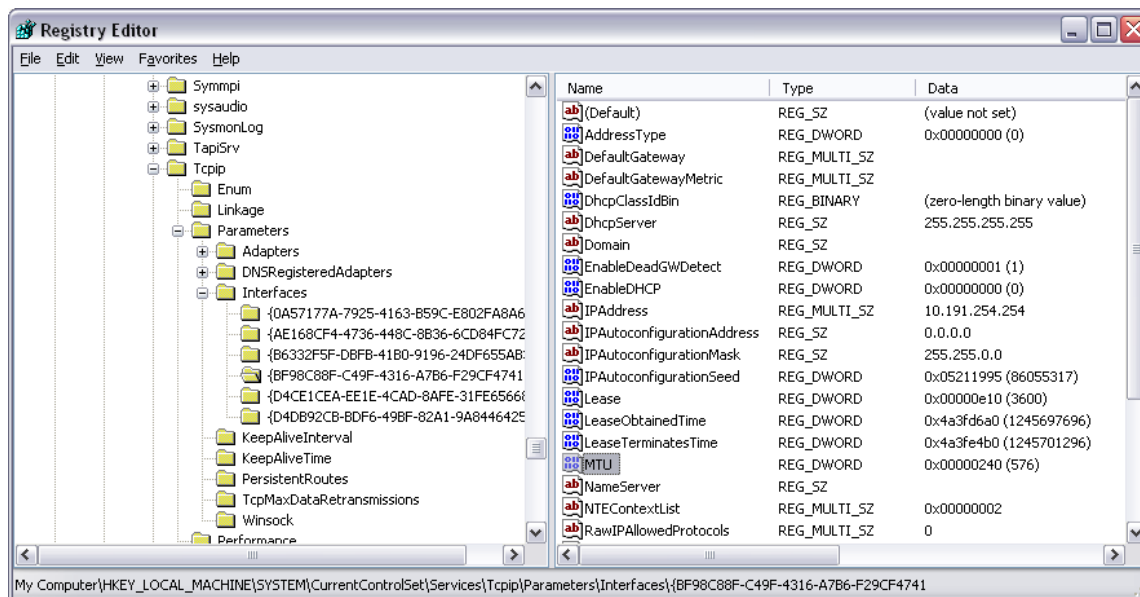 Registry Editor
File Edit View Favorites Help
Symmpi
sysaudio
SysmonLog
TapiSrv
Tcpip
Enum
Linkage
Parameters
Adapters
DNSRegisteredAdapters
Interfaces
{0A57177A-7925-4163-B59C-E802FA8A6
{AE168CF4-4736-448C-8B36-6CD84FC72
{B6332F5F-DBFB-41B0-9196-24DF655AB
{BF98C88F-C49F-4316-A7B6-F29CF4741
{D4CE1CEA-EE1E-4CAD-8AFE-31FE6566
{D4DB92CB-BDF6-49BF-82A1-9A8446425
KeepAliveInterval
KeepAliveTime
PersistentRoutes
TcpMaxDataRetransmissions
Winsock
Performance
Name Type Data
(Default) REG_SZ (value not set)
AddressType REG_DWORD 0x00000000 (0)
DefaultGateway REG_MULTI_SZ
DefaultGatewayMetric REG_MULTI_SZ
DhcpClassIdBin REG_BINARY (zero-length binary value)
DhcpServer REG_SZ 255.255.255.255
Domain REG_SZ
EnableDeadGWDetect REG_DWORD 0x00000001 (1)
EnableDHCP REG_DWORD 0x00000000 (0)
IPAddress REG_MULTI_SZ 10.191.254.254
IPAutoconfigurationAddress REG_SZ 0.0.0.0
IPAutoconfigurationMask REG_SZ 255.255.0.0
IPAutoconfigurationSeed REG_DWORD 0x05211995 (86055317)
Lease REG_DWORD 0x00000e10 (3600)
LeaseObtainedTime REG_DWORD 0x4a3fd6a0 (1245697696)
LeaseTerminatesTime REG_DWORD 0x4a3fe4b0 (1245701296)
MTU REG_DWORD 0x00000240 (576)
NameServer REG_SZ
NTEContextList REG_MULTI_SZ 0x00000002
RawIPAllowedProtocols REG_MULTI_SZ 0
My Computer\HKEY_LOCAL_MACHINE\SYSTEM\CurrentControlSet\Services\Tcpip\Parameters\Interfaces\{BF98C88F-C49F-4316-A7B6-F29CF4741